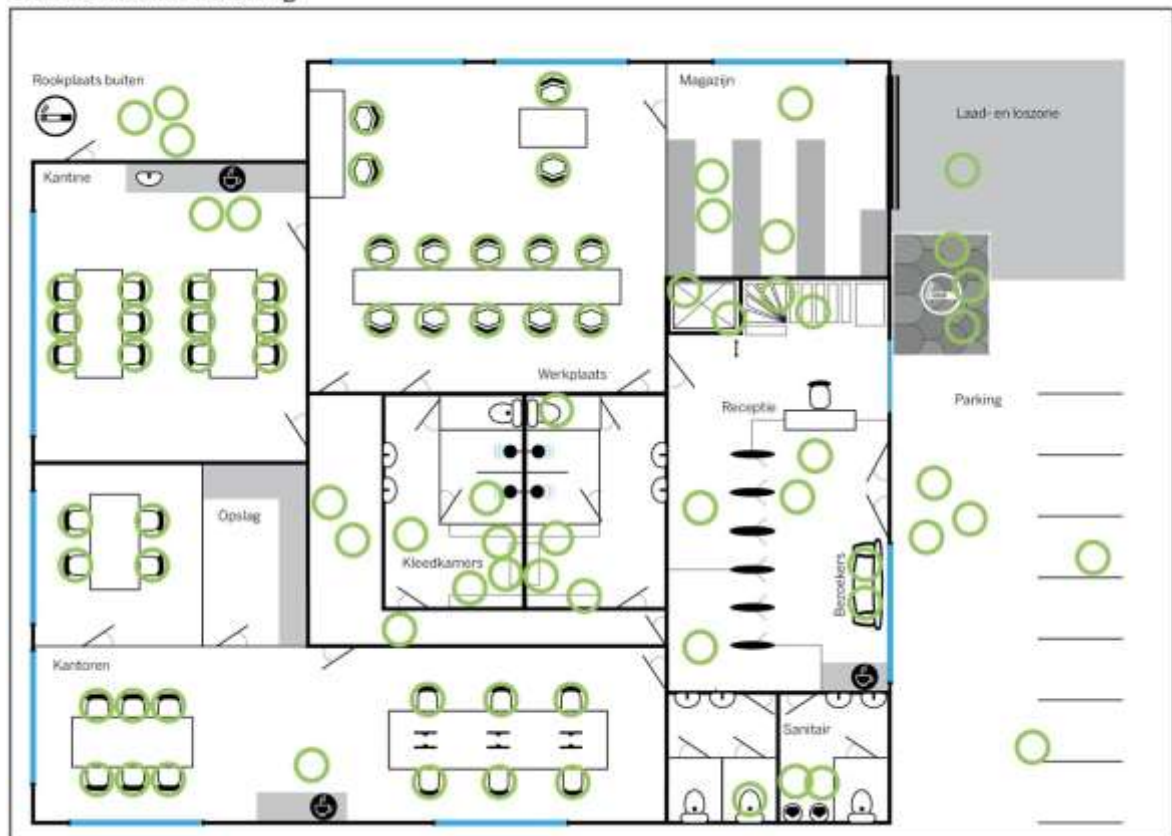 Rookplaats buiten
Magazijn
Laad- en loszone
Kantine
Werkplaats
Receptie
Parking
Opslag
Kleedkamers
Bezoekers
Kantoren
Sanitair